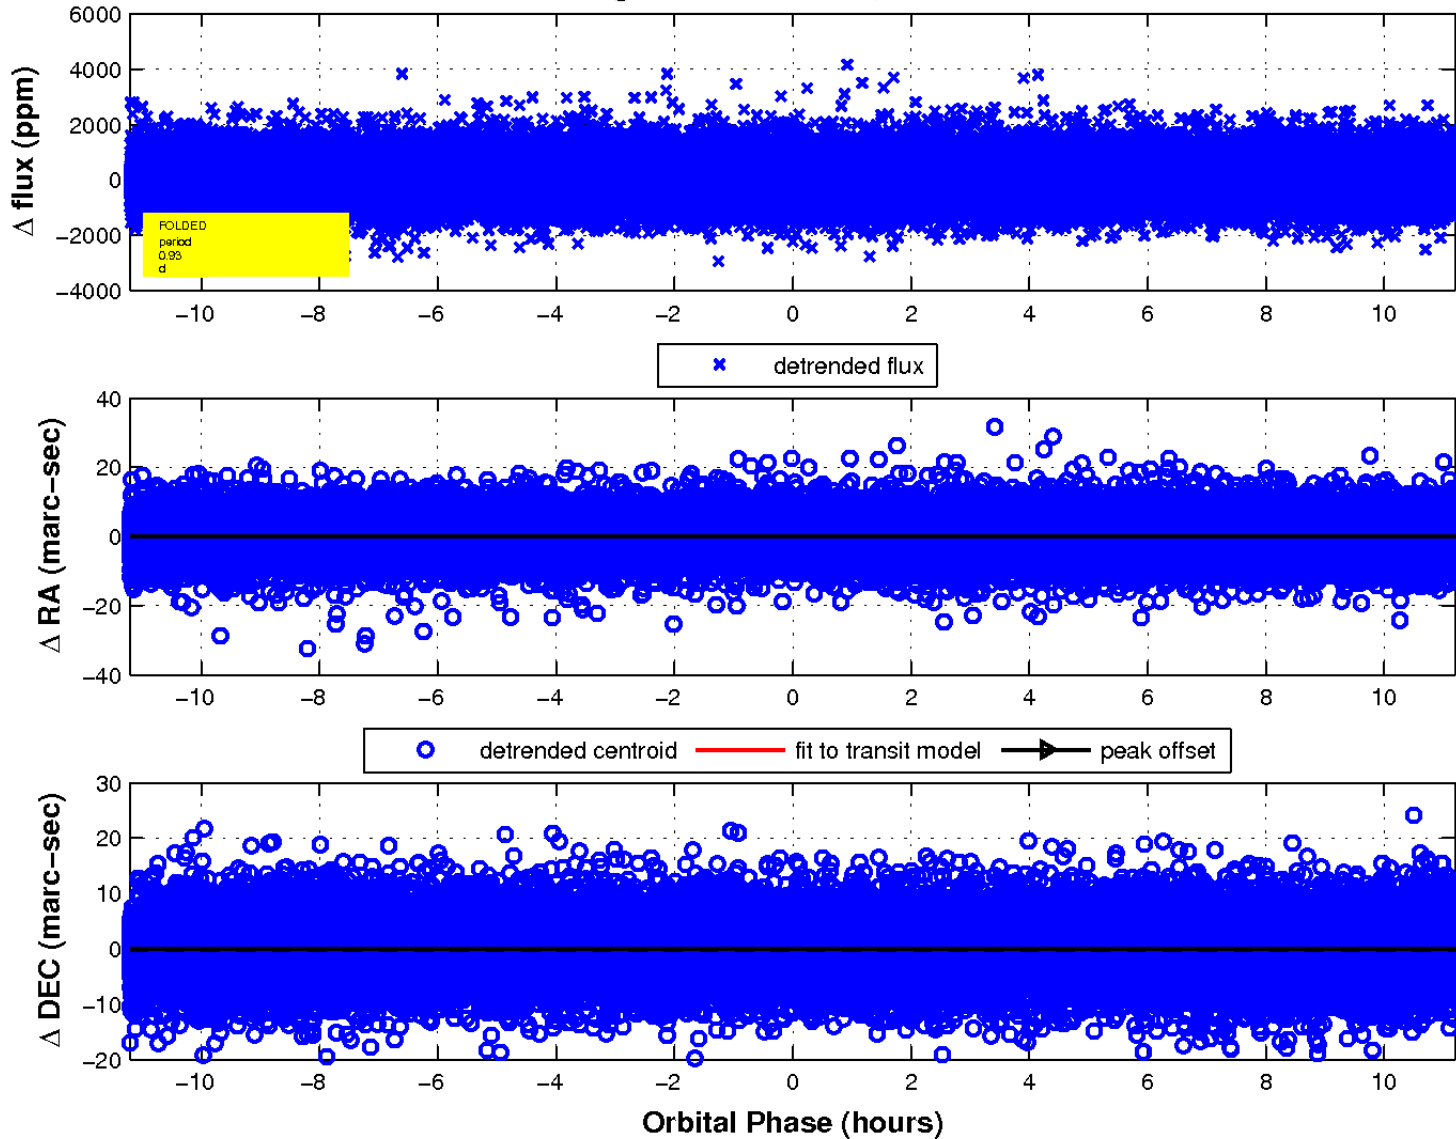 6000
4000
2000
0
−2000
−4000
Δ flux (ppm)
FOLDED
period
0.93
d
−10 −8 −6 −4 −2 0 2 4 6 8 10
detrended flux
40
20
0
−20
−40
Δ RA (marc−sec)
−10 −8 −6 −4 −2 0 2 4 6 8 10
detrended centroid fit to transit model peak offset
30
20
10
0
−10
−20
Δ DEC (marc−sec)
−10 −8 −6 −4 −2 0 2 4 6 8 10
Orbital Phase (hours)